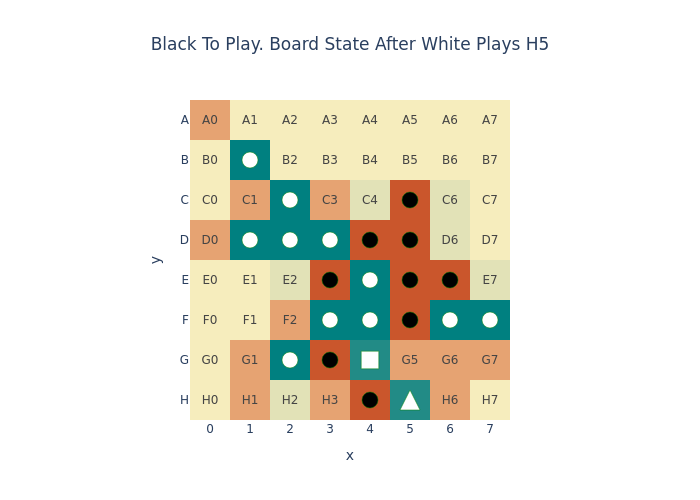 Black To Play. Board State After White Plays H5
A A0 A1 A2 A3 A4 A5 A6 A7
B B0 B2 B3 B4 B5 B6 B7
C C0 C1 C3 C4 C6 C7
D D0 D6 D7
y
E E0 E1 E2 E7
F F0 F1 F2
G G0 G1 G5 G6 G7
H H0 H1 H2 H3 H6 H7
0 1 2 3 4 5 6 7
x